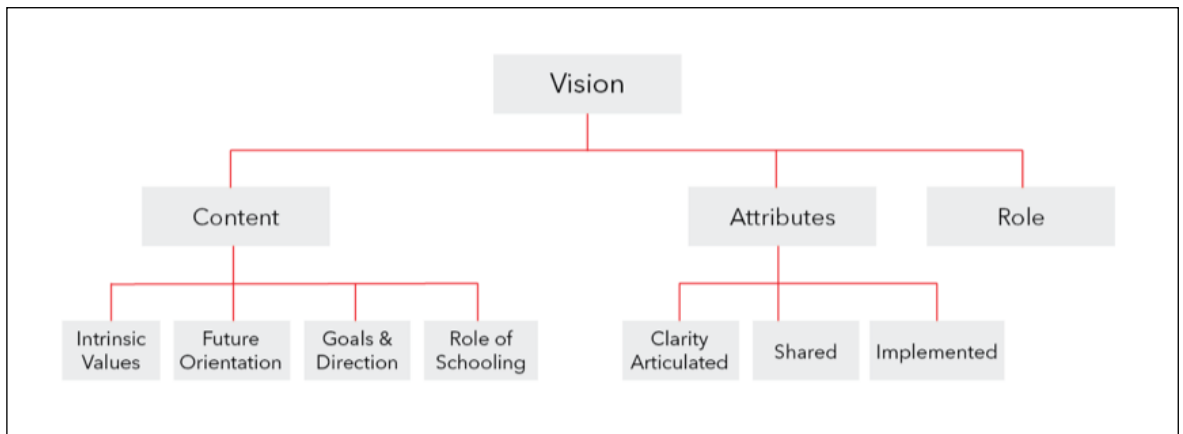 Vision
Content
Attributes
Role
Intrinsic
Values
Future
Orientation
Goals &
Direction
Role of
Schooling
Clarity
Articulated
Shared
Implemented